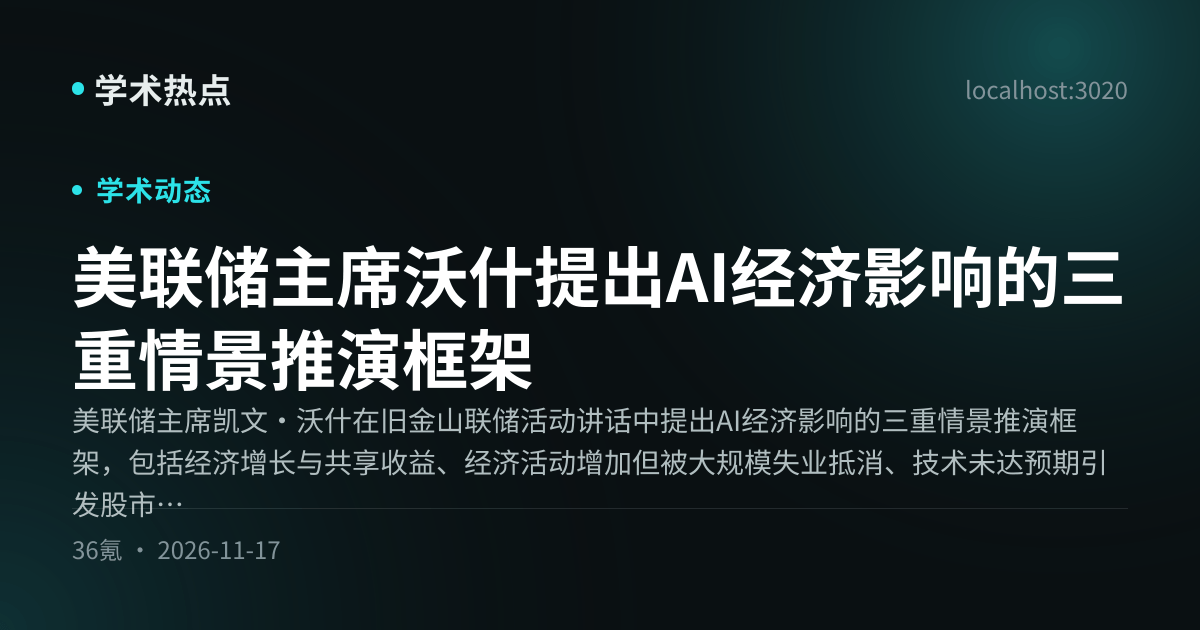 学术热点
localhost:3020
学术动态
美联储主席沃什提出AI经济影响的三
重情景推演框架
美联储主席凯文·沃什在旧金山联储活动讲话中提出AI经济影响的三重情景推演框
架，包括经济增长与共享收益、经济活动增加但被大规模失业抵消、技术未达预期引
发股市…
36氪 · 2026-11-17